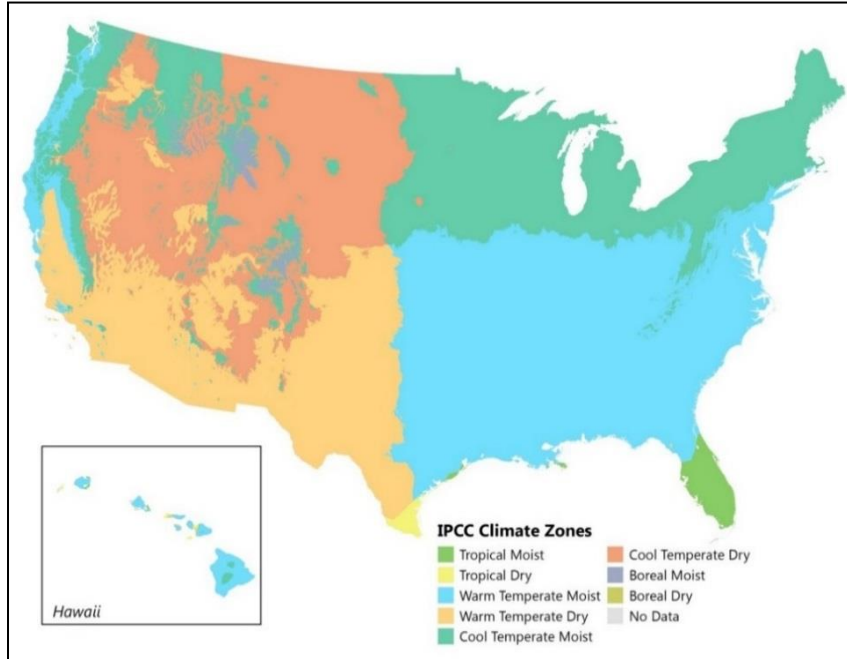 Hawaii
IPCC Climate Zones
Tropical Moist
Tropical Dry
Warm Temperate Moist
Warm Temperate Dry
Cool Temperate Moist
Cool Temperate Dry
Boreal Moist
Boreal Dry
No Data